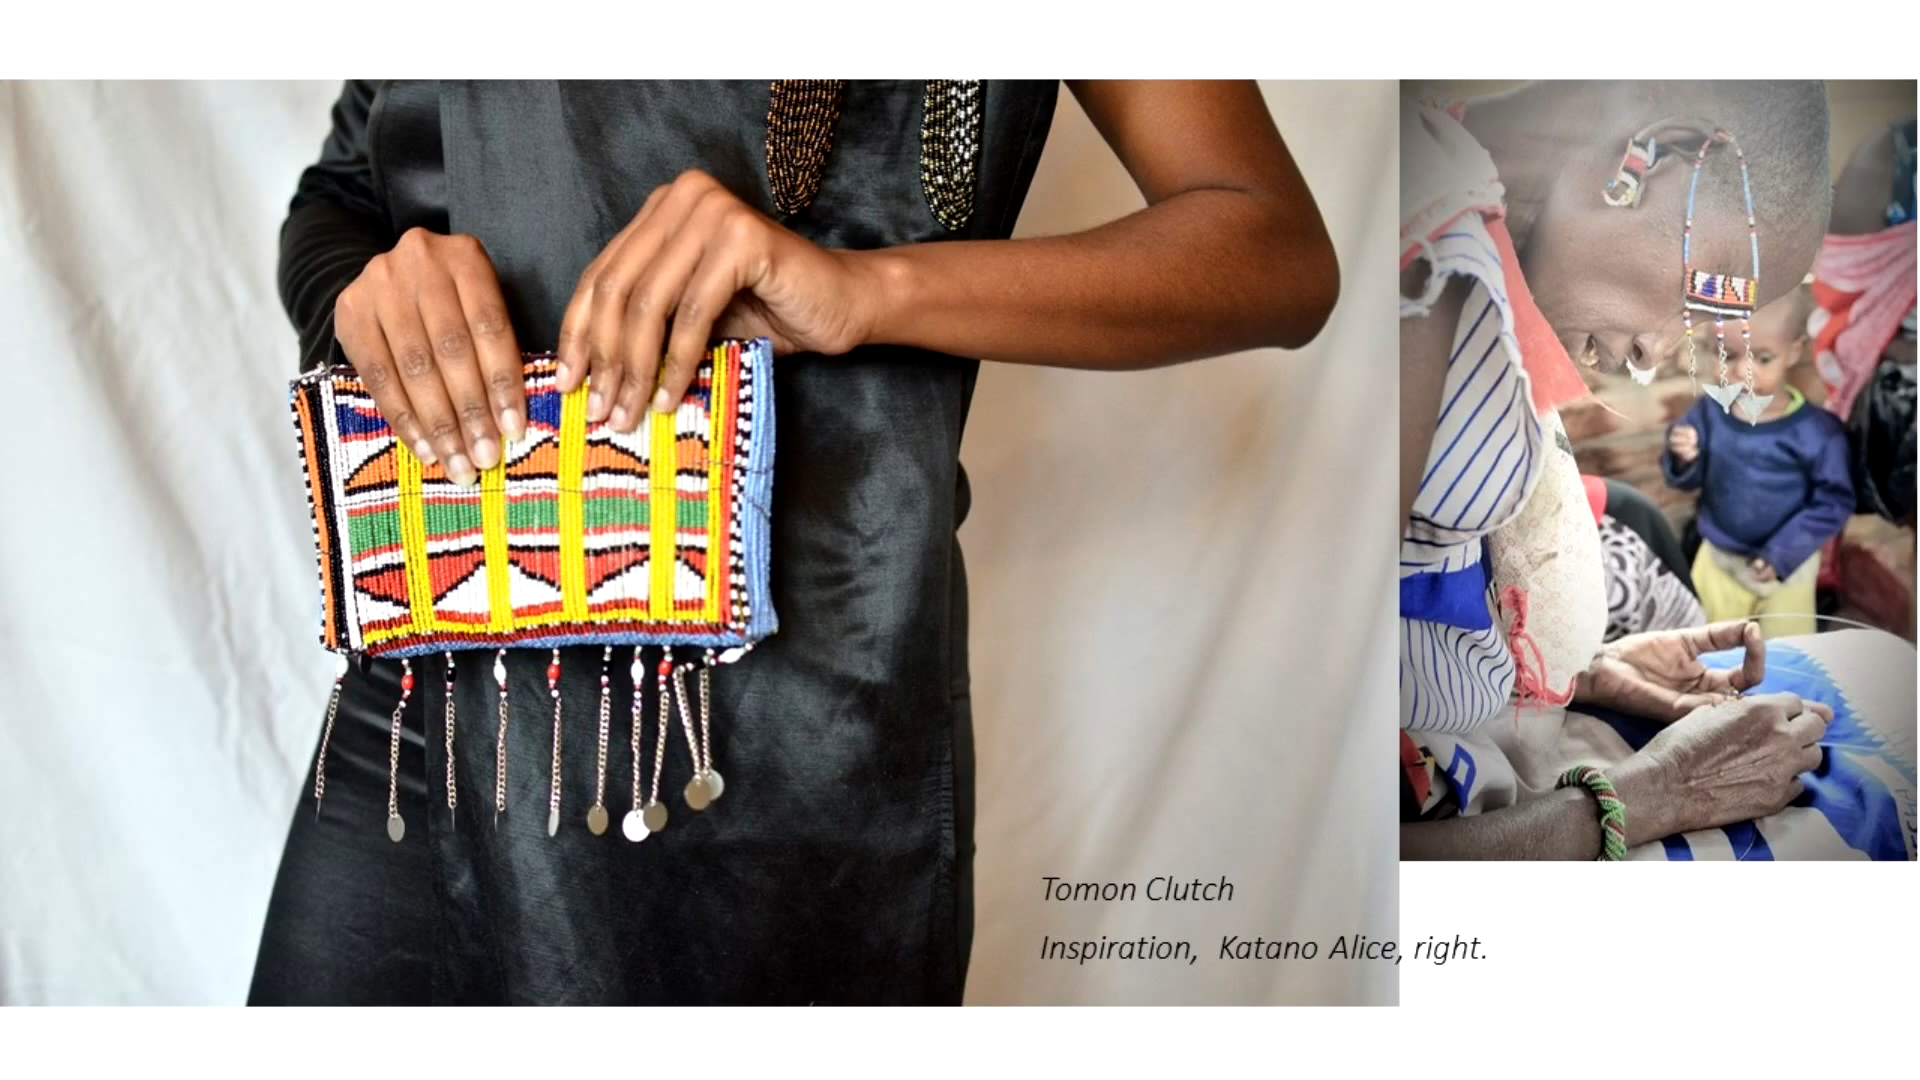 Tomon Clutch
Inspiration,  Katano Alice, right.